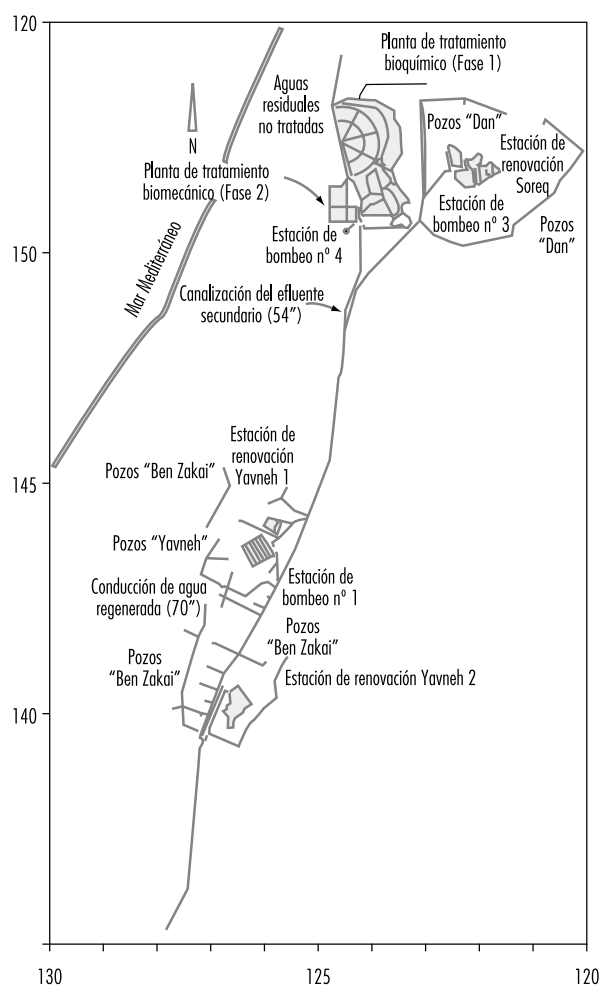 120
Planta de tratamiento
bioquímico (Fase 1)
Aguas
residuales
no tratadas
Pozos "Dan"
Estación de
renovación
Soreq
N
Planta de tratamiento
biomecánico (Fase 2)
Estación de
bombeo nº 3
Pozos
"Dan"
Estación de
bombeo nº 4
150
Mar Mediterráneo
Canalización del efluente
secundario (54”)
Estación de
renovación
Yavneh 1
Pozos “Ben Zakai”
145
Pozos “Yavneh”
Conducción de agua
regenerada (70”)
Estación de
bombeo nº 1
Pozos
“Ben Zakai”
Pozos
“Ben Zakai”
Estación de renovación Yavneh 2
140
130
125
120